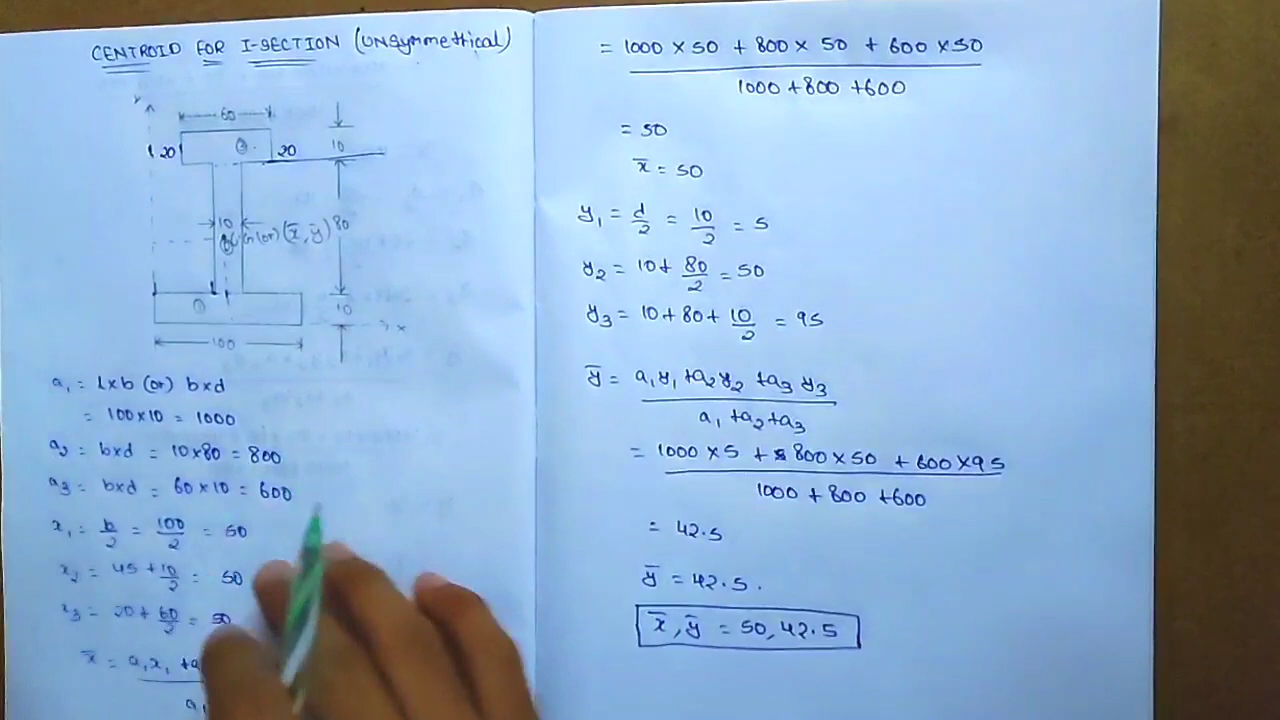 CENTROID FOR I-SECTION (UNSymmetrical)
y
60
20
②
20
10
10
(x̅, y̅)
80
①
10
x
100
a₁ = l×b (or) b×d
= 100×10 = 1000
a₂ = b×d = 10×80 = 800
a₃ = b×d = 60×10 = 600
x₁ = b/2 = 100/2 = 50
x₂ = 45 + 10/2 = 50
x₃ = 20 + 60/2 = 50
x̅ = a₁x₁ + a
a₁
= 1000 × 50 + 800 × 50 + 600 × 50
1000 + 800 + 600
= 50
x̅ = 50
y₁ = d/2 = 10/2 = 5
y₂ = 10 + 80/2 = 50
y₃ = 10 + 80 + 10/2 = 95
y̅ = a₁y₁ + a₂y₂ + a₃y₃
a₁ + a₂ + a₃
= 1000 × 5 + 800 × 50 + 600 × 95
1000 + 800 + 600
= 42.5
y̅ = 42.5.
x̅, y̅ = 50, 42.5